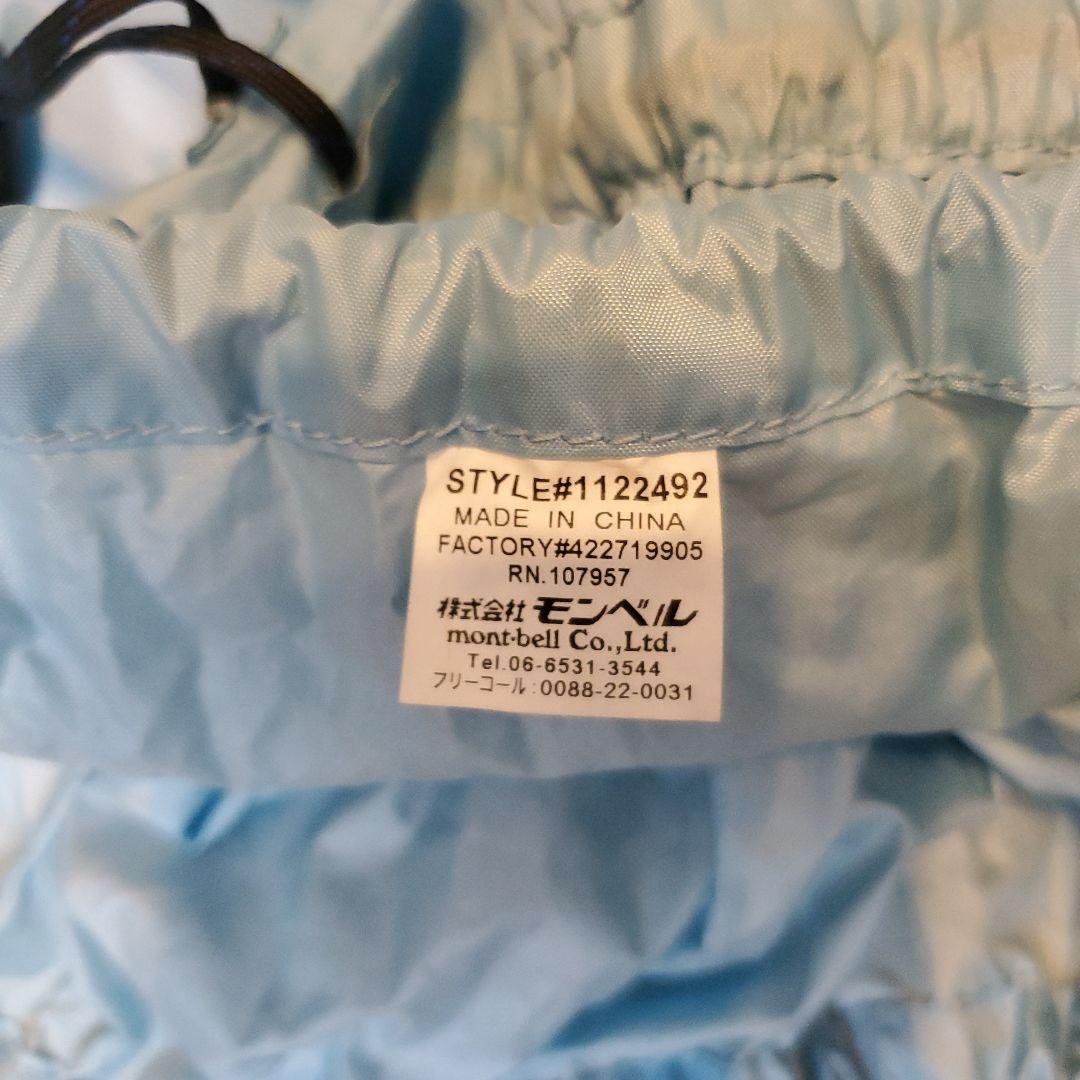 STYLE#1122492
MADE IN CHINA
FACTORY#422719905
RN.107957
株式会社 モンベル
mont-bell Co.,Ltd.
Tel.06-6531-3544
フリーコール:0088-22-0031